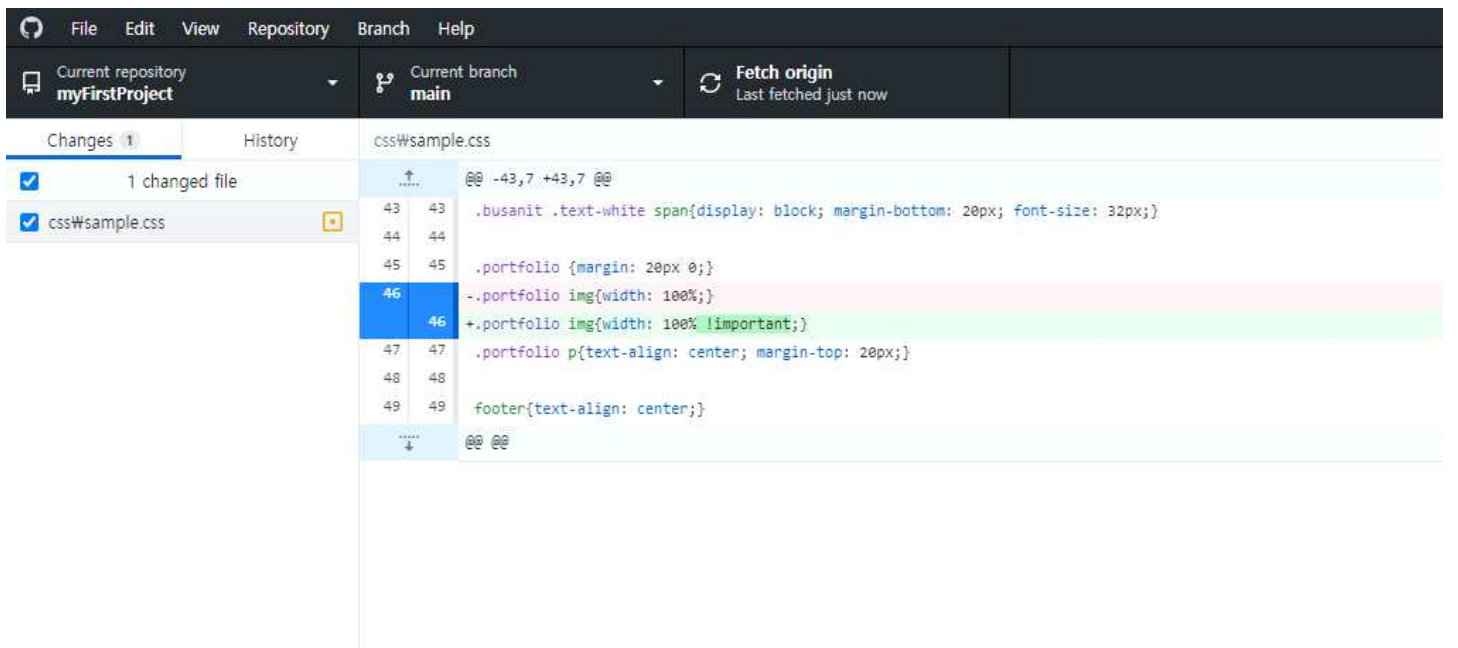 File Edit View Repository Branch Help
Current repository
myFirstProject
Current branch
main
Fetch origin
Last fetched just now
Changes 1 History
1 changed file
css₩sample.css
css₩sample.css
@@ -43,7 +43,7 @@
43 43 .busanit .text-white span{display: block; margin-bottom: 20px; font-size: 32px;}
44 44
45 45 .portfolio {margin: 20px 0;}
46 -.portfolio img{width: 100%;}
46 +.portfolio img{width: 100% !important;}
47 47 .portfolio p{text-align: center; margin-top: 20px;}
48 48
49 49 footer{text-align: center;}
@@ @@